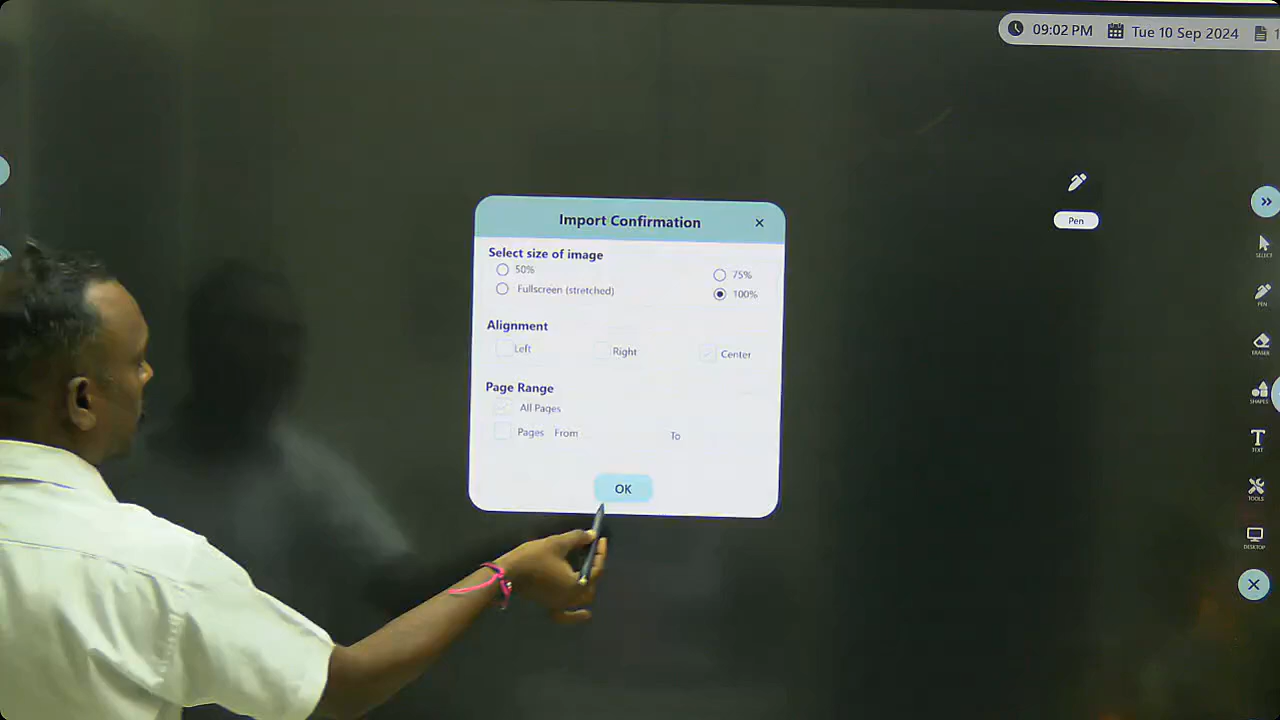 09:02 PM Tue 10 Sep 2024 1
Import Confirmation
Select size of image
50% 75%
Fullscreen (stretched) 100%
Alignment
Left Right Center
Page Range
All Pages
Pages From To
OK
Pen
SELECT
PEN
ERASER
SHAPES
TEXT
TOOLS
DESKTOP